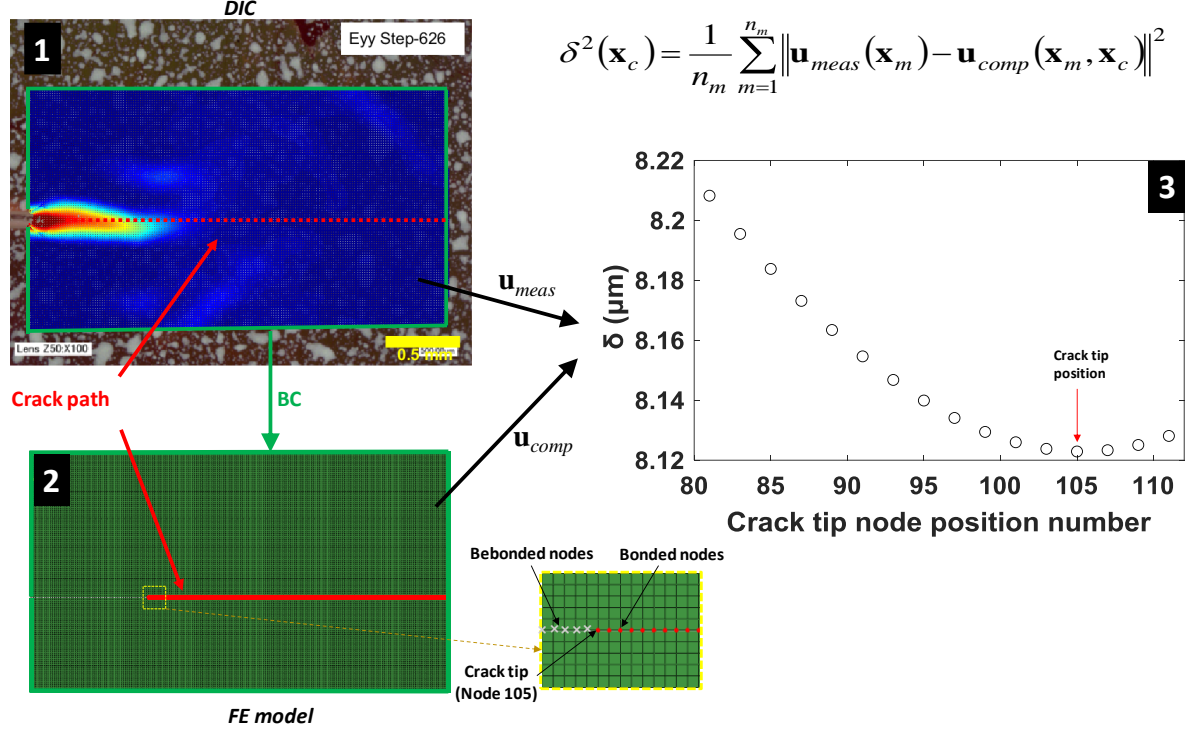 DIC
1
Eyy Step-626
Lens Z50:X100
0.5 mm
δ²(x_c) = 1/n_m ∑_{m=1}^{n_m} ‖u_meas(x_m) − u_comp(x_m, x_c)‖²
u_meas
Crack path
BC
u_comp
2
FE model
Bebonded nodes
Bonded nodes
Crack tip
(Node 105)
3
8.22
8.2
8.18
8.16
8.14
8.12
δ (μm)
Crack tip
position
80 85 90 95 100 105 110
Crack tip node position number